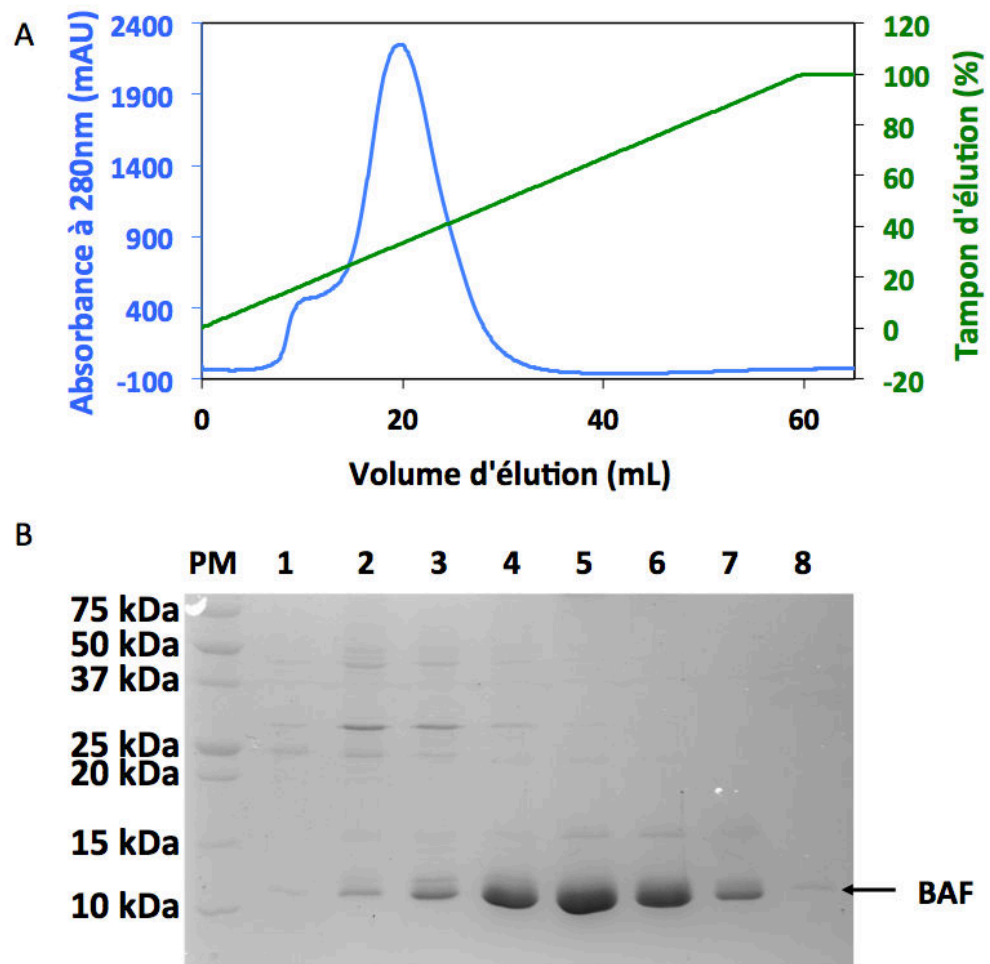 A
Absorbance à 280nm (mAU)
2400
1900
1400
900
400
-100
120
100
80
60
40
20
0
-20
Tampon d'élution (%)
0 20 40 60
Volume d'élution (mL)
B
PM 1 2 3 4 5 6 7 8
75 kDa
50 kDa
37 kDa
25 kDa
20 kDa
15 kDa
10 kDa
BAF